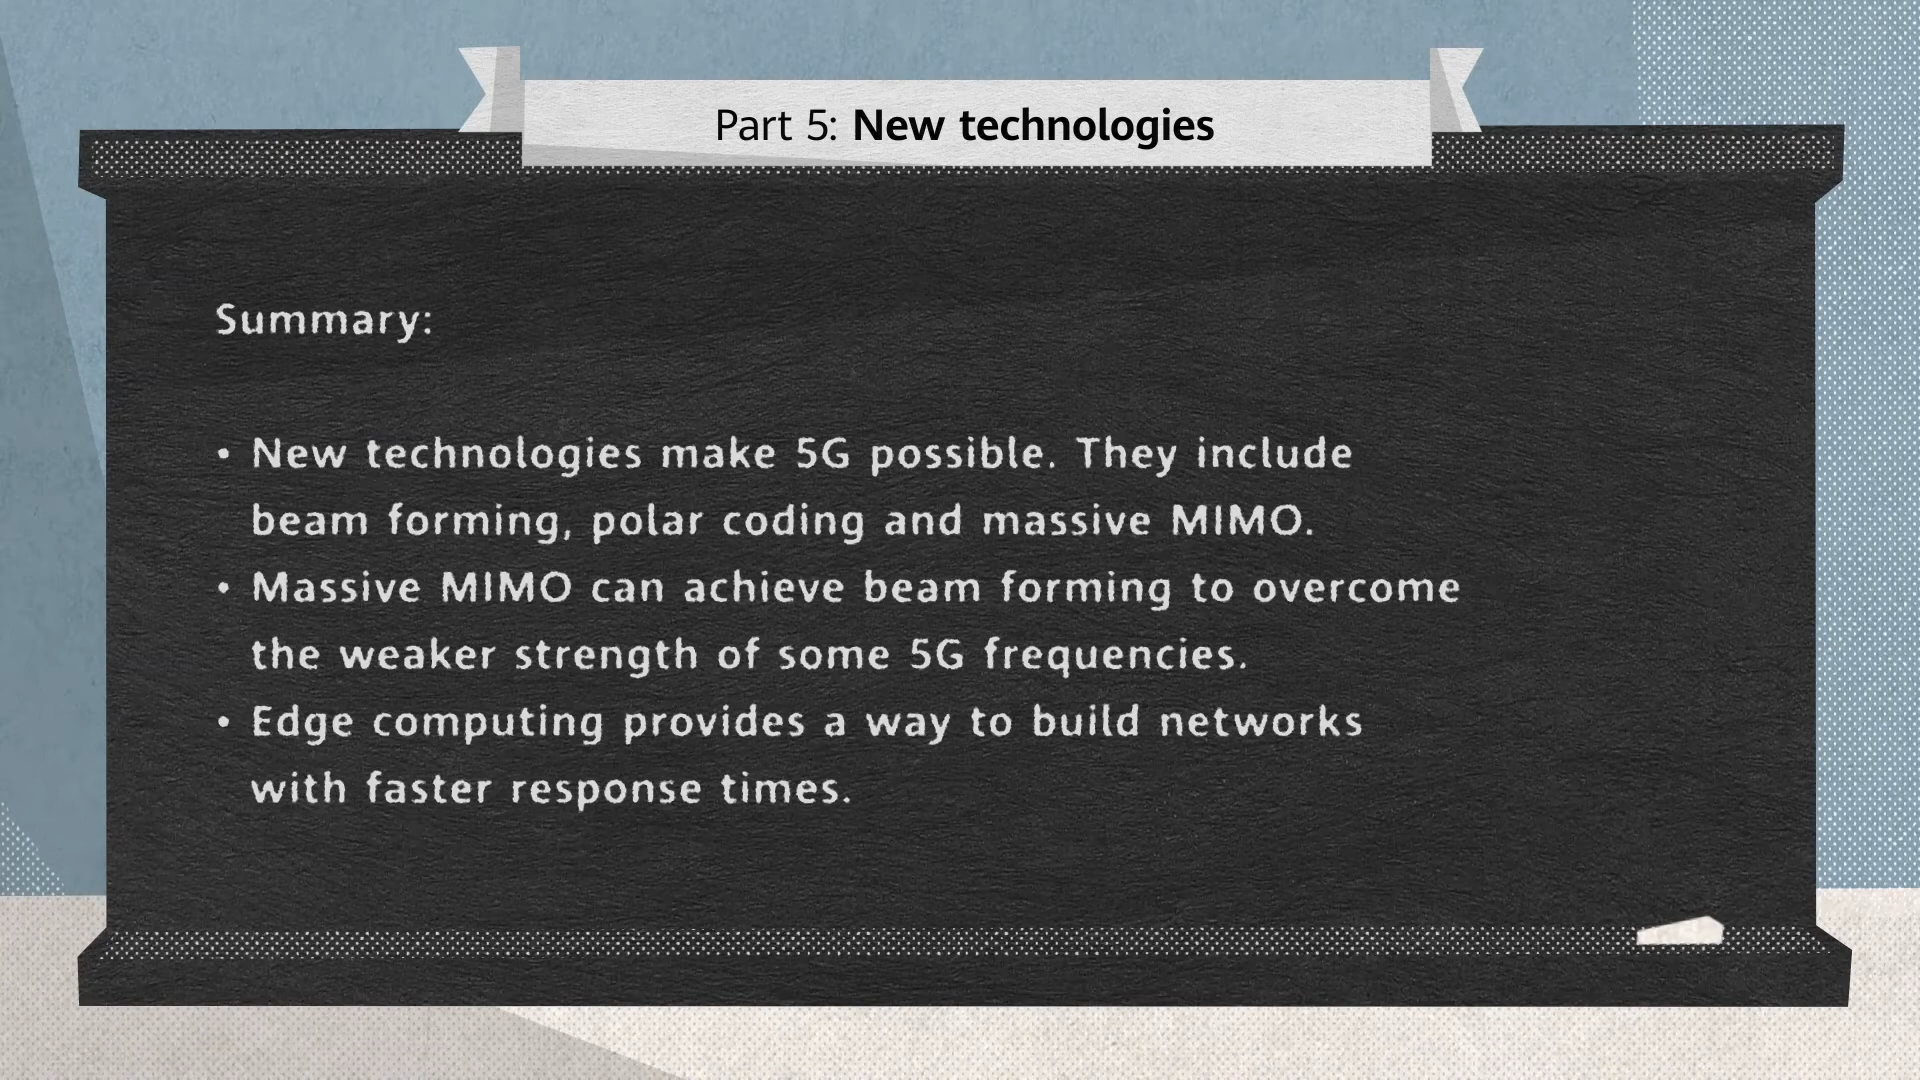 Part 5: New technologies
Summary:
• New technologies make 5G possible. They include
beam forming, polar coding and massive MIMO.
• Massive MIMO can achieve beam forming to overcome
the weaker strength of some 5G frequencies.
• Edge computing provides a way to build networks
with faster response times.